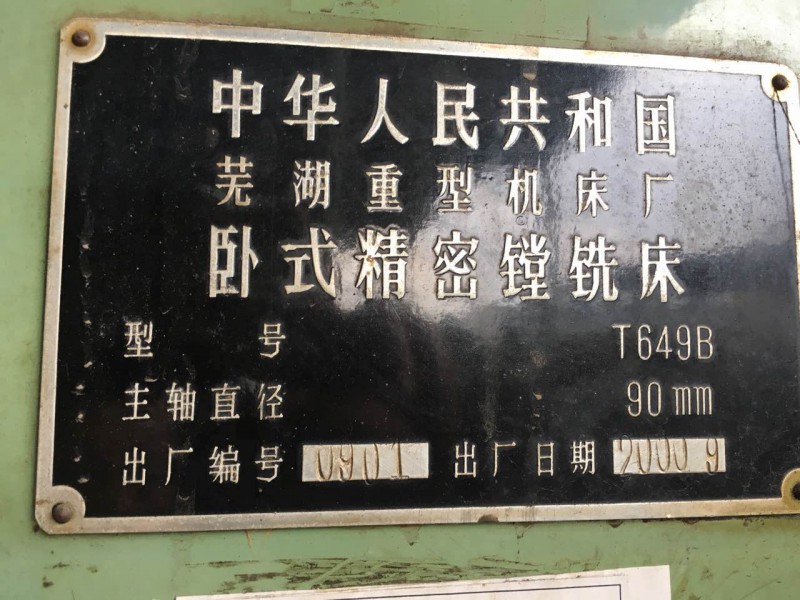 中华人民共和国
芜湖重型机床厂
卧式精密镗铣床
型号 T649B
主轴直径 90mm
出厂编号 0901 出厂日期 2000 9